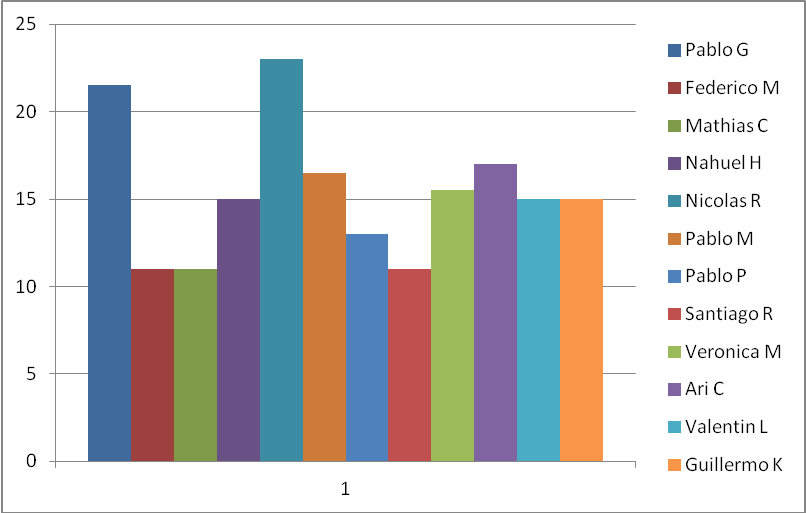 25
20
15
10
5
0
1
Pablo G
Federico M
Mathias C
Nahuel H
Nicolas R
Pablo M
Pablo P
Santiago R
Veronica M
Ari C
Valentin L
Guillermo K